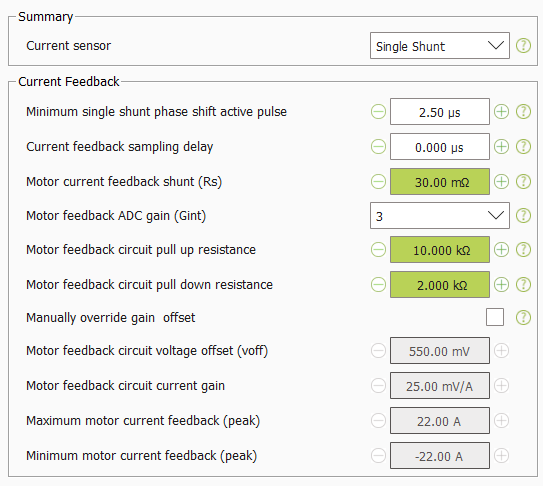 Summary
Current sensor Single Shunt ?
Current Feedback
Minimum single shunt phase shift active pulse 2.50 µs ?
Current feedback sampling delay 0.000 µs ?
Motor current feedback shunt (Rs) 30.00 mΩ ?
Motor feedback ADC gain (Gint) 3 ?
Motor feedback circuit pull up resistance 10.000 kΩ ?
Motor feedback circuit pull down resistance 2.000 kΩ ?
Manually override gain  offset ?
Motor feedback circuit voltage offset (voff) 550.00 mV
Motor feedback circuit current gain 25.00 mV/A
Maximum motor current feedback (peak) 22.00 A
Minimum motor current feedback (peak) -22.00 A